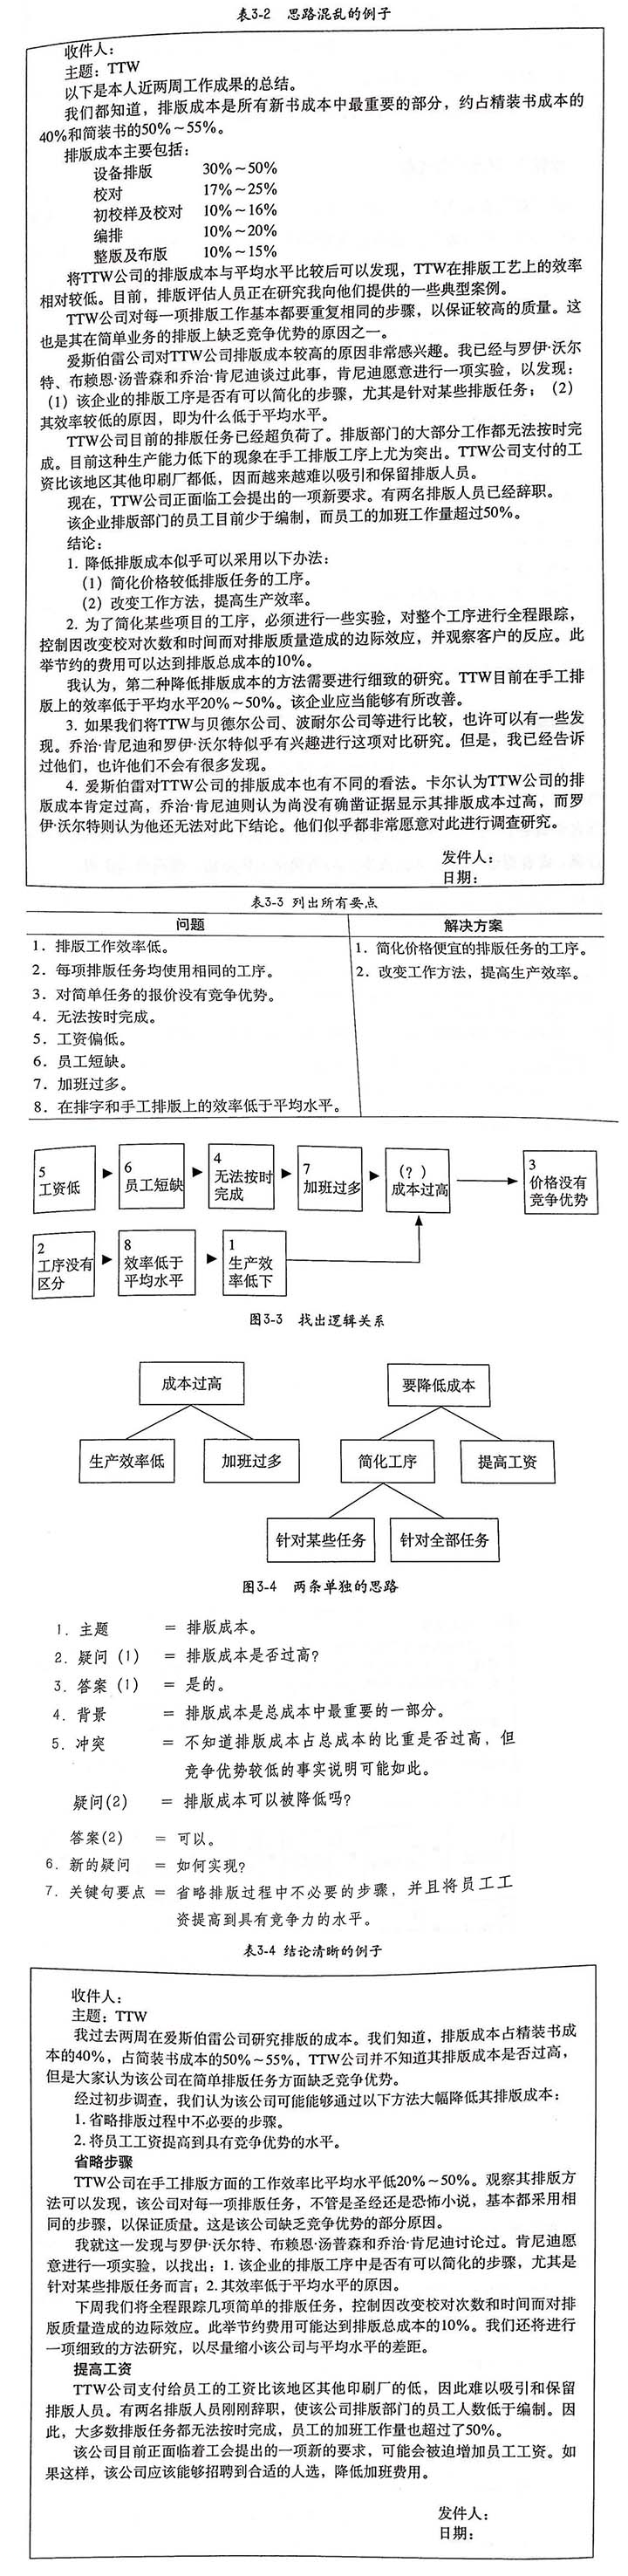 表3-2 思路混乱的例子
收件人：
主题：TTW
以下是本人近两周工作成果的总结。
我们都知道，排版成本是所有新书成本中最重要的部分，约占精装书成本的
40%和简装书的50%～55%。
排版成本主要包括：
设备排版 30%～50%
校对 17%～25%
初校样及校对 10%～16%
编排 10%～20%
整版及布版 10%～15%
将TTW公司的排版成本与平均水平比较后可以发现，TTW在排版工艺上的效率
相对较低。目前，排版评估人员正在研究我向他们提供的一些典型案例。
TTW公司对每一项排版工作基本都要重复相同的步骤，以保证较高的质量。这
也是其在简单业务的排版上缺乏竞争优势的原因之一。
爱斯伯雷公司对TTW公司排版成本较高的原因非常感兴趣。我已经与罗伊·沃尔
特、布赖恩·汤普森和乔治·肯尼迪谈过此事，肯尼迪愿意进行一项实验，以发现：
（1）该企业的排版工序是否有可以简化的步骤，尤其是针对某些排版任务；（2）
其效率较低的原因，即为什么低于平均水平。
TTW公司目前的排版任务已经超负荷了。排版部门的大部分工作都无法按时完
成。目前这种生产能力低下的现象在手工排版工序上尤为突出。TTW公司支付的工
资比该地区其他印刷厂都低，因而越来越难以吸引和保留排版人员。
现在，TTW公司正面临工会提出的一项新要求。有两名排版人员已经辞职。
该企业排版部门的员工目前少于编制，而员工的加班工作量超过50%。
结论：
1. 降低排版成本似乎可以采用以下办法：
（1）简化价格较低排版任务的工序。
（2）改变工作方法，提高生产效率。
2. 为了简化某些项目的工序，必须进行一些实验，对整个工序进行全程跟踪，
控制因改变校对次数和时间而对排版质量造成的边际效应，并观察客户的反应。此
举节约的费用可以达到排版总成本的10%。
我认为，第二种降低排版成本的方法需要进行细致的研究。TTW目前在手工排
版上的效率低于平均水平20%～50%。该企业应当能够有所改善。
3. 如果我们将TTW与贝德尔公司、波耐尔公司等进行比较，也许可以有一些发
现。乔治·肯尼迪和罗伊·沃尔特似乎有兴趣进行这项对比研究。但是，我已经告诉
过他们，也许他们不会有很多发现。
4. 爱斯伯雷对TTW公司的排版成本也有不同的看法。卡尔认为TTW公司的排
版成本肯定过高，乔治·肯尼迪则认为尚没有确凿证据显示其排版成本过高，而罗
伊·沃尔特则认为他还无法对此下结论。他们似乎都非常愿意对此进行调查研究。
发件人：
日期：
表3-3 列出所有要点
问题 解决方案
1. 排版工作效率低。 1. 简化价格便宜的排版任务的工序。
2. 每项排版任务均使用相同的工序。 2. 改变工作方法，提高生产效率。
3. 对简单任务的报价没有竞争优势。
4. 无法按时完成。
5. 工资偏低。
6. 员工短缺。
7. 加班过多。
8. 在排字和手工排版上的效率低于平均水平。
5
工资低
6
员工短缺
4
无法按时
完成
7
加班过多
（？）
成本过高
3
价格没有
竞争优势
2
工序没有
区分
8
效率低于
平均水平
1
生产效
率低下
图3-3 找出逻辑关系
成本过高 要降低成本
生产效率低 加班过多 简化工序 提高工资
针对某些任务 针对全部任务
图3-4 两条单独的思路
1. 主题 = 排版成本。
2. 疑问（1） = 排版成本是否过高？
3. 答案（1） = 是的。
4. 背景 = 排版成本是总成本中最重要的一部分。
5. 冲突 = 不知道排版成本占总成本的比重是否过高，但
竞争优势较低的事实说明可能如此。
疑问(2) = 排版成本可以被降低吗？
答案(2) = 可以。
6. 新的疑问 = 如何实现？
7. 关键句要点 = 省略排版过程中不必要的步骤，并且将员工工
资提高到具有竞争力的水平。
表3-4 结论清晰的例子
收件人：
主题：TTW
我过去两周在爱斯伯雷公司研究排版的成本。我们知道，排版成本占精装书成
本的40%，占简装书成本的50%～55%，TTW公司并不知道其排版成本是否过高，
但是大家认为该公司在简单排版任务方面缺乏竞争优势。
经过初步调查，我们认为该公司可能能够通过以下方法大幅降低其排版成本：
1. 省略排版过程中不必要的步骤。
2. 将员工工资提高到具有竞争优势的水平。
省略步骤
TTW公司在手工排版方面的工作效率比平均水平低20%～50%。观察其排版方
法可以发现，该公司对每一项排版任务，不管是圣经还是恐怖小说，基本都采用相
同的步骤，以保证质量。这是该公司缺乏竞争优势的部分原因。
我就这一发现与罗伊·沃尔特、布赖恩·汤普森和乔治·肯尼迪讨论过。肯尼迪愿
意进行一项实验，以找出：1. 该企业的排版工序中是否有可以简化的步骤，尤其是
针对某些排版任务而言；2. 其效率低于平均水平的原因。
下周我们将全程跟踪几项简单的排版任务，控制因改变校对次数和时间而对排
版质量造成的边际效应。此举节约费用可能达到排版总成本的10%。我们还将进行
一项细致的方法研究，以尽量缩小该公司与平均水平的差距。
提高工资
TTW公司支付给员工的工资比该地区其他印刷厂的低，因此难以吸引和保留
排版人员。有两名排版人员刚刚辞职，使该公司排版部门的员工人数低于编制。因
此，大多数排版任务都无法按时完成，员工的加班工作量也超过了50%。
该公司目前正面临着工会提出的一项新的要求，可能会被迫增加员工工资。如
果这样，该公司应该能够招聘到合适的人选，降低加班费用。
发件人：
日期：